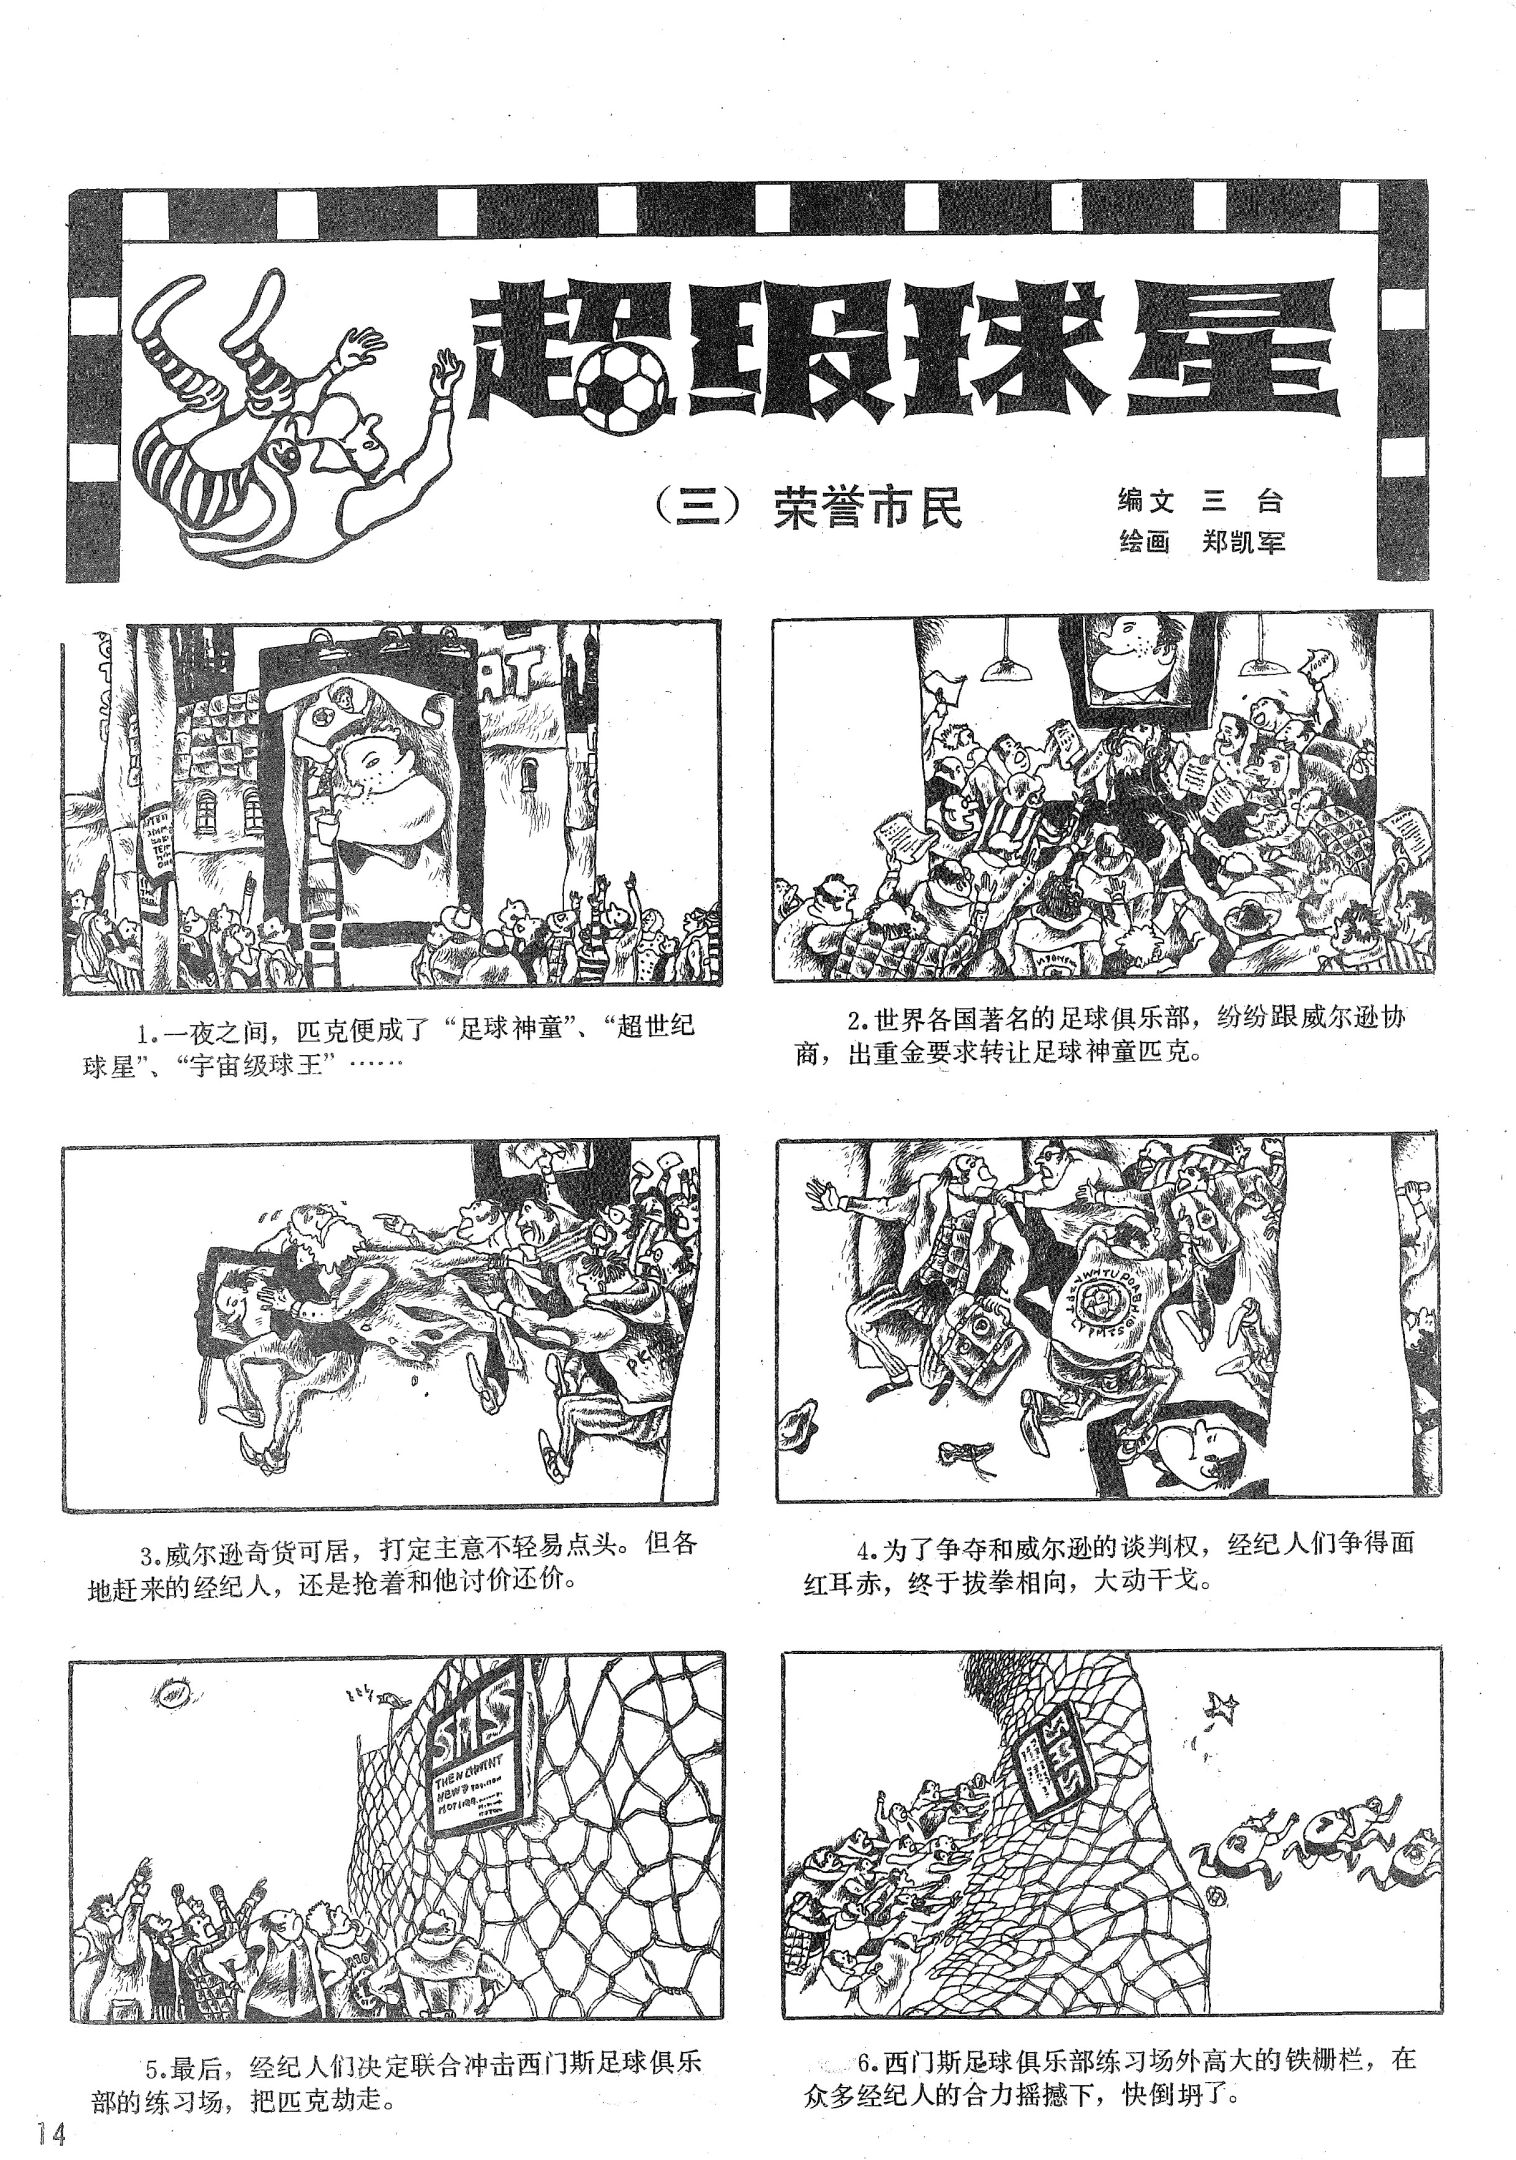 超级球星
（三）荣誉市民
编文 三 台
绘画 郑凯军
ART
1.一夜之间，匹克便成了“足球神童”、“超世纪
球星”、“宇宙级球王”……
2.世界各国著名的足球俱乐部，纷纷跟威尔逊协
商，出重金要求转让足球神童匹克。
3.威尔逊奇货可居，打定主意不轻易点头。但各
地赶来的经纪人，还是抢着和他讨价还价。
4.为了争夺和威尔逊的谈判权，经纪人们争得面
红耳赤，终于拔拳相向，大动干戈。
SMS
SMS
5.最后，经纪人们决定联合冲击西门斯足球俱乐
部的练习场，把匹克劫走。
6.西门斯足球俱乐部练习场外高大的铁栅栏，在
众多经纪人的合力摇撼下，快倒坍了。
14